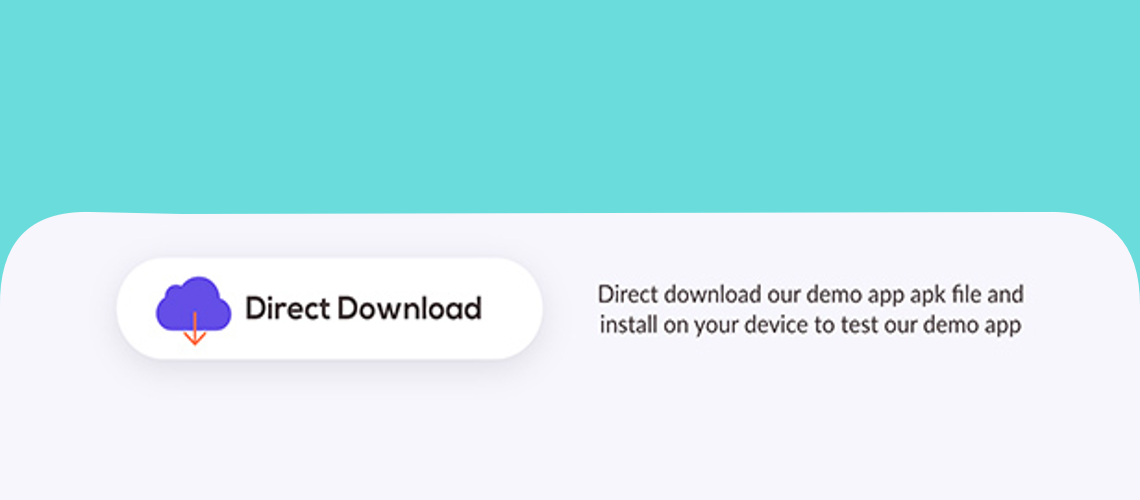 Direct Download
Direct download our demo app apk file and
install on your device to test our demo app